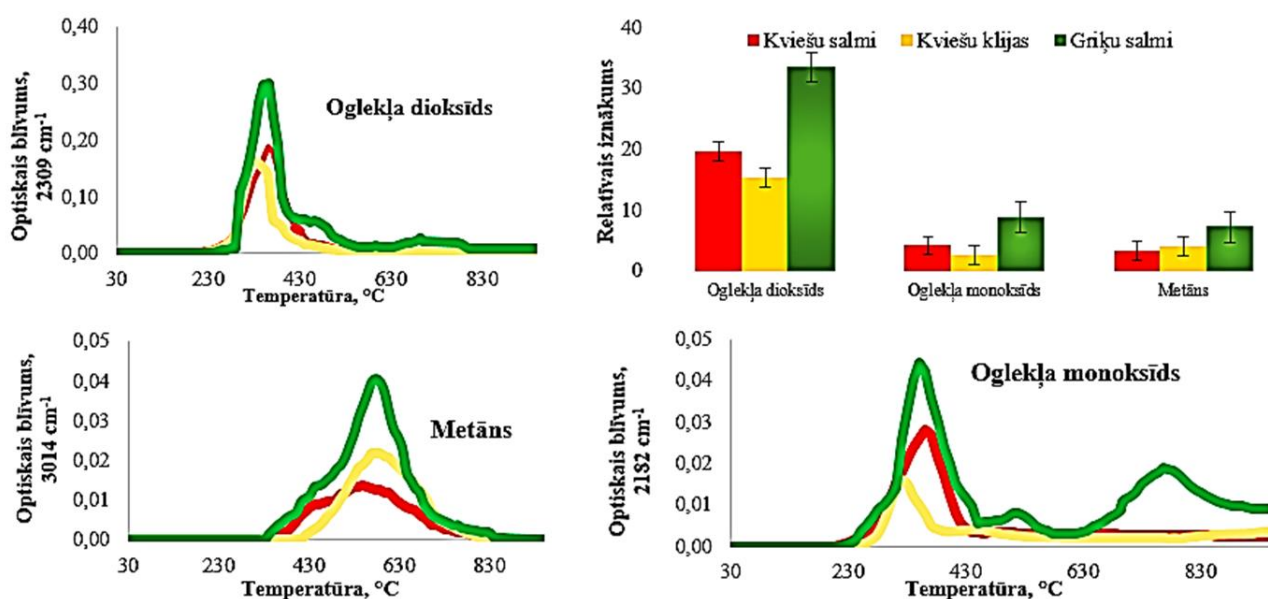 0,40
0,30
0,20
0,10
0,00
Optiskais blīvums,
2309 cm-1
Oglekļa dioksīds
30 230 430 630 830
Temperatūra, °C
40
30
20
10
0
Relatīvais iznākums
Kviešu salmi Kviešu klijas Griķu salmi
Oglekļa dioksīds Oglekļa monoksīds Metāns
0,05
0,04
0,03
0,02
0,01
0,00
Optiskais blīvums,
3014 cm-1
Metāns
30 230 430 630 830
Temperatūra, °C
0,05
0,04
0,03
0,02
0,01
0,00
Optiskais blīvums,
2182 cm-1
Oglekļa monoksīds
30 230 430 630 830
Temperatūra, °C